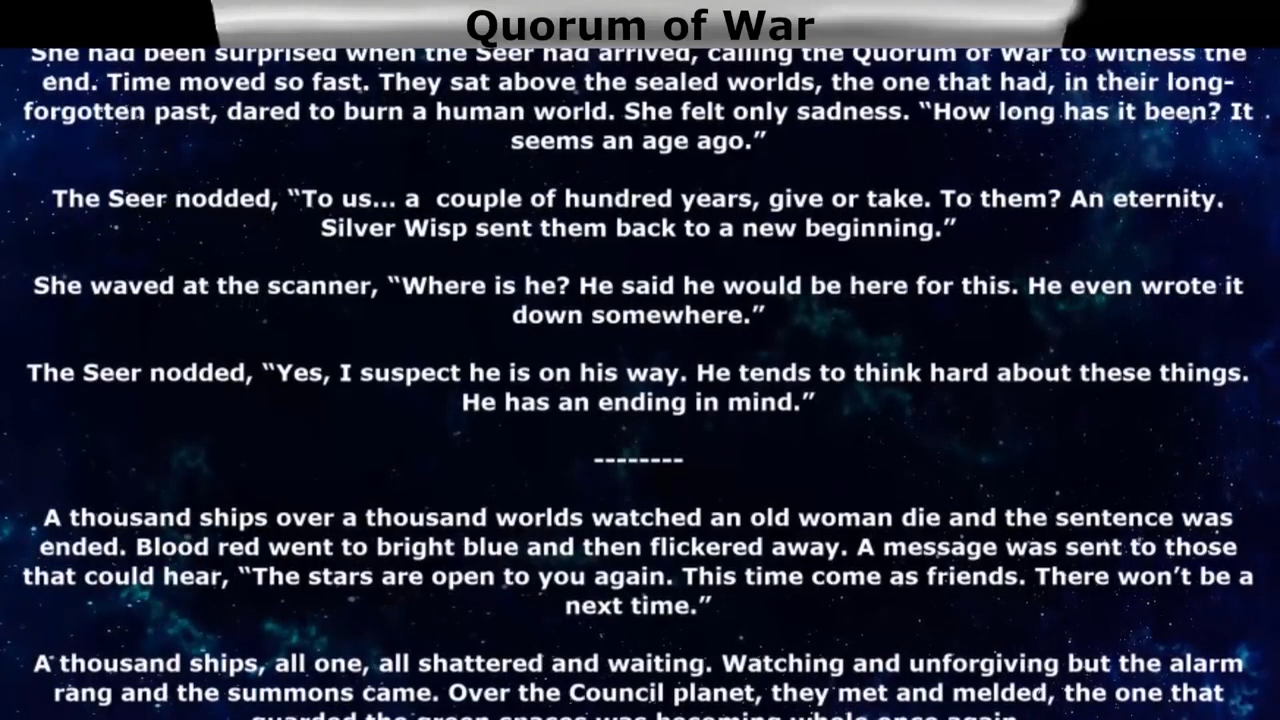 Quorum of War
She had been surprised when the Seer had arrived, calling the Quorum of War to witness the
end. Time moved so fast. They sat above the sealed worlds, the one that had, in their long-
forgotten past, dared to burn a human world. She felt only sadness. “How long has it been? It
seems an age ago.”
The Seer nodded, “To us... a  couple of hundred years, give or take. To them? An eternity.
Silver Wisp sent them back to a new beginning.”
She waved at the scanner, “Where is he? He said he would be here for this. He even wrote it
down somewhere.”
The Seer nodded, “Yes, I suspect he is on his way. He tends to think hard about these things.
He has an ending in mind.”
--------
A thousand ships over a thousand worlds watched an old woman die and the sentence was
ended. Blood red went to bright blue and then flickered away. A message was sent to those
that could hear, “The stars are open to you again. This time come as friends. There won’t be a
next time.”
A thousand ships, all one, all shattered and waiting. Watching and unforgiving but the alarm
rang and the summons came. Over the Council planet, they met and melded, the one that
guarded the green spaces was becoming whole once again.